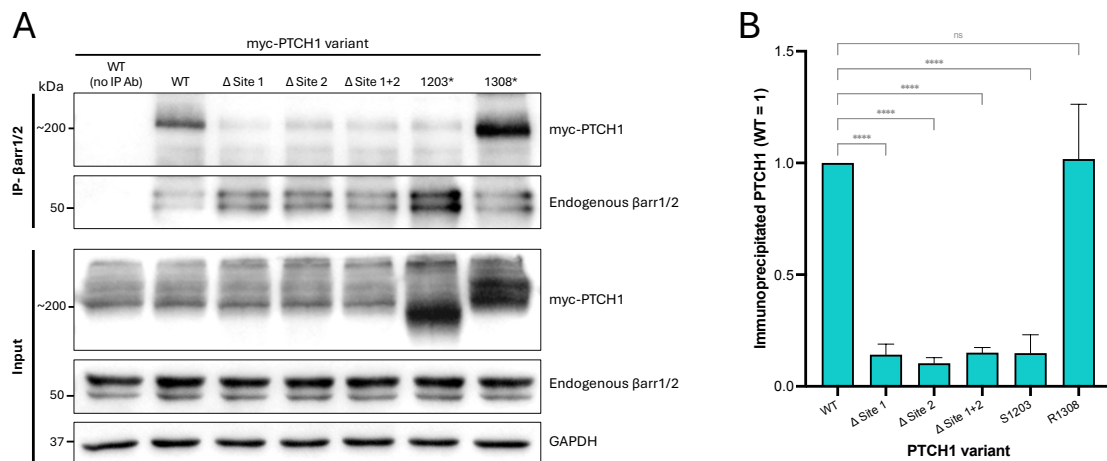 A
myc-PTCH1 variant
kDa
WT
(no IP Ab)
WT
Δ Site 1
Δ Site 2
Δ Site 1+2
1203*
1308*
IP- βarr1/2
~200
myc-PTCH1
50
Endogenous βarr1/2
Input
~200
myc-PTCH1
50
Endogenous βarr1/2
37
GAPDH
B
Immunoprecipitated PTCH1 (WT = 1)
1.5
1.0
0.5
0.0
ns
****
****
****
****
WT
Δ Site 1
Δ Site 2
Δ Site 1+2
S1203
R1308
PTCH1 variant